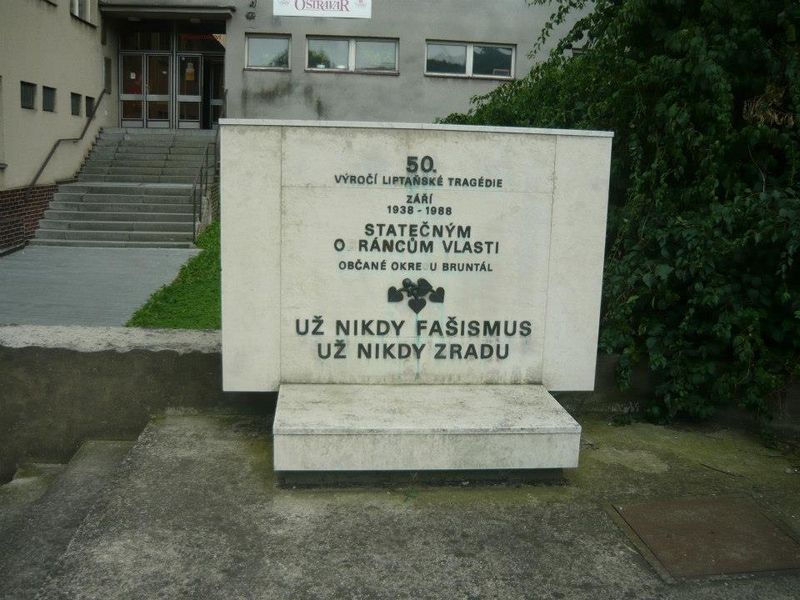 OSTRAVAR
50.
VÝROČÍ LIPTAŇSKÉ TRAGÉDIE
ZÁŘÍ
1938 - 1988
STATEČNÝM
O RÁNCŮM VLASTI
OBČANÉ OKRE U BRUNTÁL
UŽ NIKDY FAŠISMUS
UŽ NIKDY ZRADU